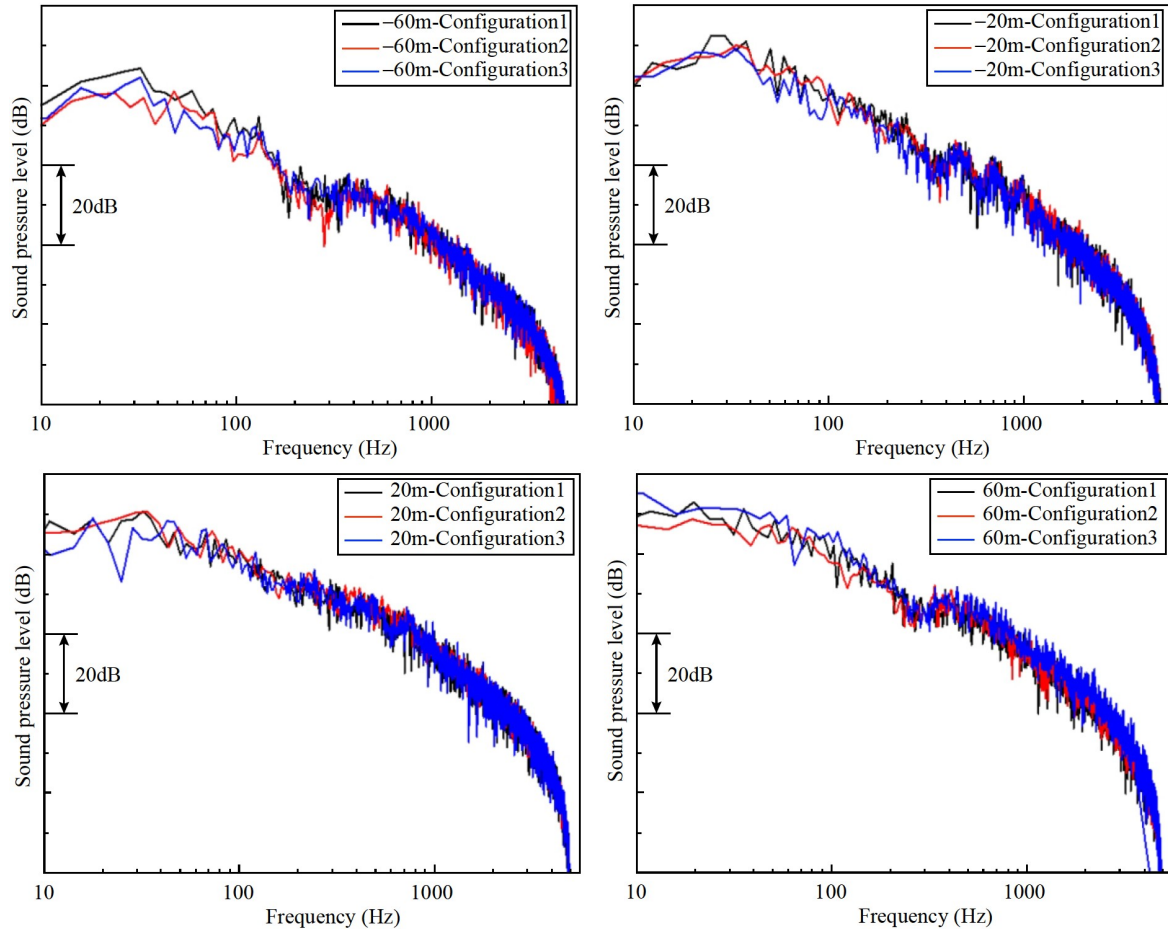 –60m-Configuration1
–60m-Configuration2
–60m-Configuration3
Sound pressure level (dB)
20dB
10 100 1000
Frequency (Hz)
–20m-Configuration1
–20m-Configuration2
–20m-Configuration3
Sound pressure level (dB)
20dB
10 100 1000
Frequency (Hz)
20m-Configuration1
20m-Configuration2
20m-Configuration3
Sound pressure level (dB)
20dB
10 100 1000
Frequency (Hz)
60m-Configuration1
60m-Configuration2
60m-Configuration3
Sound pressure level (dB)
20dB
10 100 1000
Frequency (Hz)